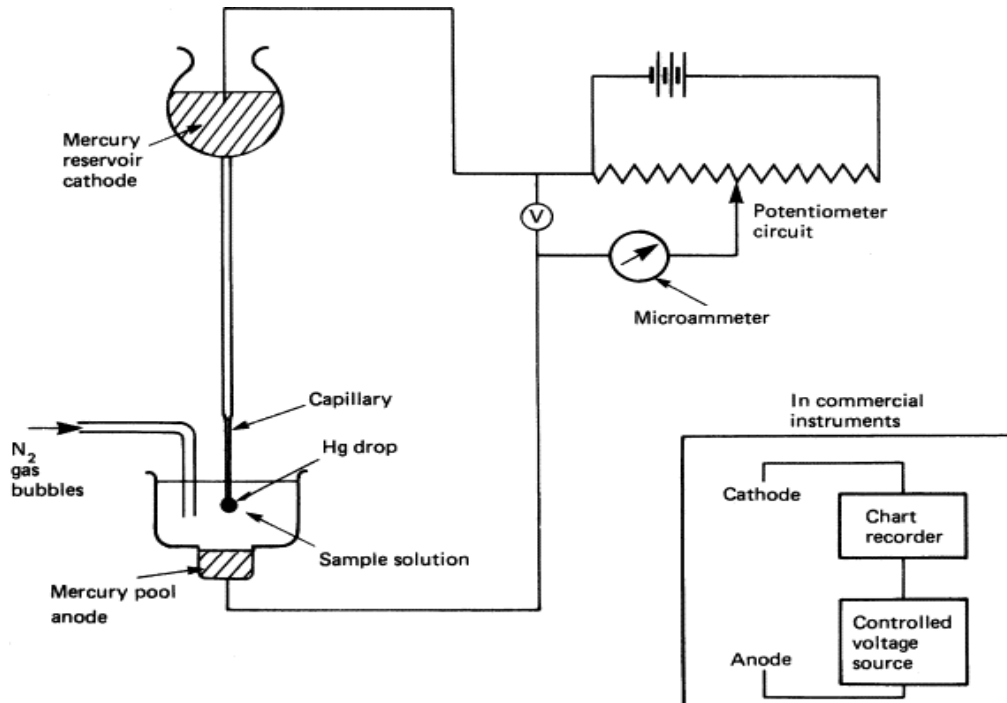 Mercury
reservoir
cathode
V
Potentiometer
circuit
Microammeter
Capillary
Hg drop
N2
gas
bubbles
Sample solution
Mercury pool
anode
In commercial
instruments
Cathode
Chart
recorder
Controlled
voltage
source
Anode